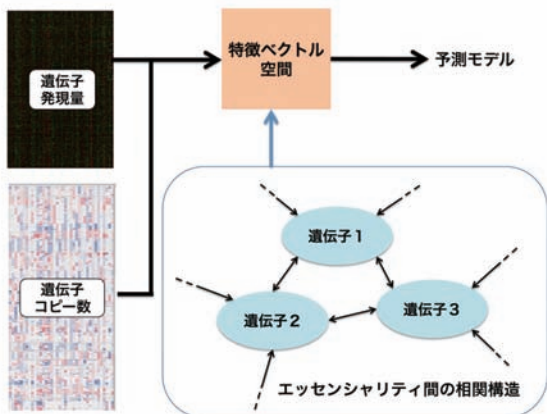 遺伝子
発現量
特徴ベクトル
空間
予測モデル
遺伝子
コピー数
遺伝子1
遺伝子2
遺伝子3
エッセンシャリティ間の相関構造